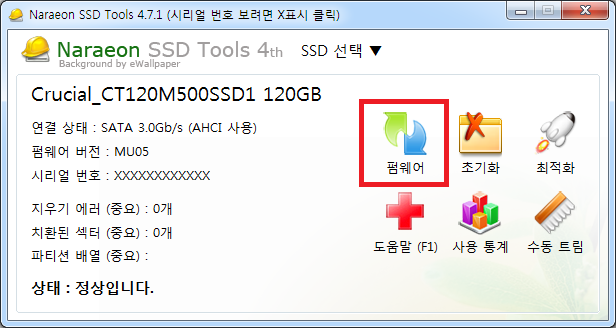 Naraeon SSD Tools 4.7.1 (시리얼 번호 보려면 X표시 클릭)
Naraeon SSD Tools 4th
SSD 선택 ▼
Background by eWallpaper
Crucial_CT120M500SSD1 120GB
연결 상태 : SATA 3.0Gb/s (AHCI 사용)
펌웨어 버전 : MU05
시리얼 번호 : XXXXXXXXXXXX
지우기 에러 (중요) : 0개
치환된 섹터 (중요) : 0개
파티션 배열 (중요) :
상태 : 정상입니다.
펌웨어
초기화
최적화
도움말 (F1)
사용 통계
수동 트림